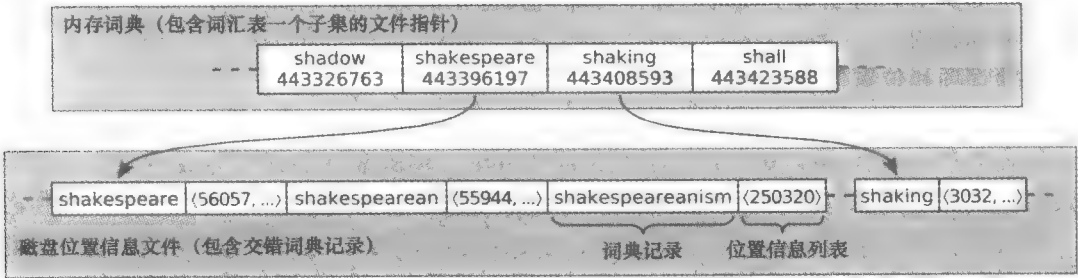 内存词典（包含词汇表一个子集的文件指针）
shadow shakespeare shaking shall
443326763 443396197 443408593 443423588
shakespeare ⟨56057, ...⟩ shakespearean ⟨55944, ...⟩ shakespeareanism ⟨250320⟩ shaking ⟨3032, ...⟩
磁盘位置信息文件（包含交错词典记录） 词典记录 位置信息列表